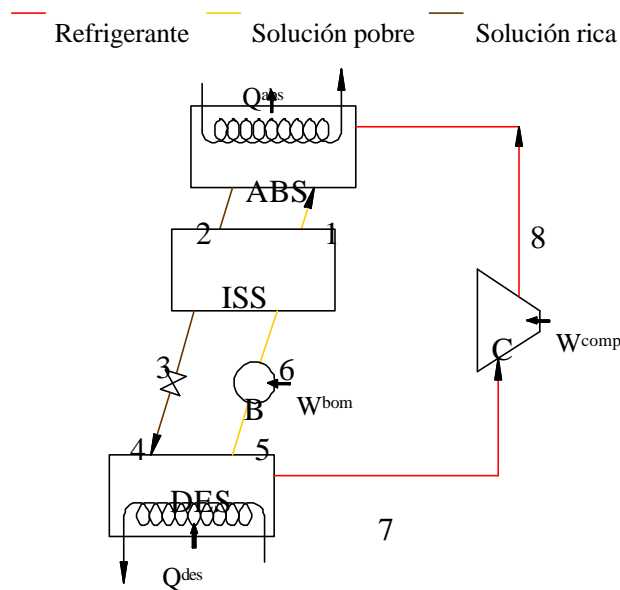 Refrigerante Solución pobre Solución rica
Qabs
ABS
2 1
8
ISS
Wcomp
C
3 6
B Wbom
4 5
DES
7
Qdes